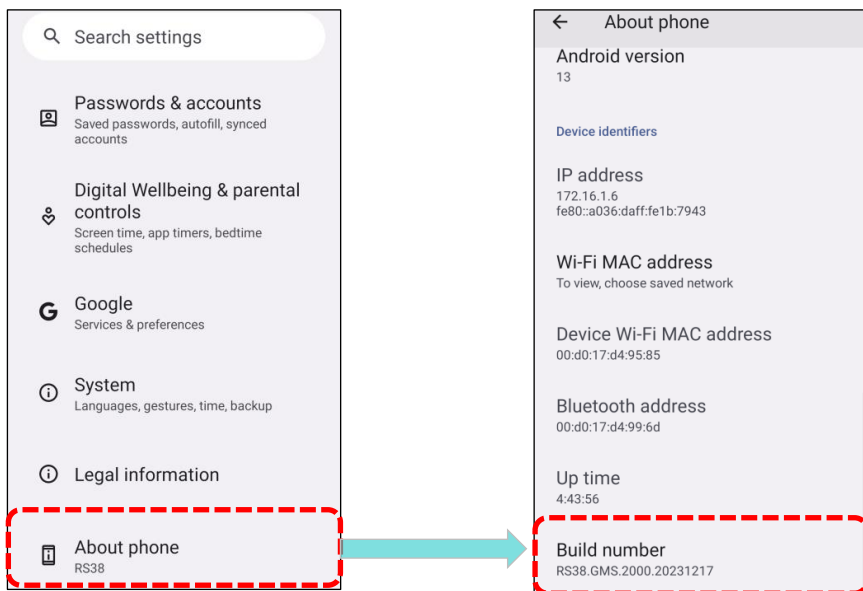 Search settings
Passwords & accounts
Saved passwords, autofill, synced
accounts
Digital Wellbeing & parental
controls
Screen time, app timers, bedtime
schedules
Google
Services & preferences
System
Languages, gestures, time, backup
Legal information
About phone
RS38
About phone
Android version
13
Device identifiers
IP address
172.16.1.6
fe80::a036:daff:fe1b:7943
Wi-Fi MAC address
To view, choose saved network
Device Wi-Fi MAC address
00:d0:17:d4:95:85
Bluetooth address
00:d0:17:d4:99:6d
Up time
4:43:56
Build number
RS38.GMS.2000.20231217